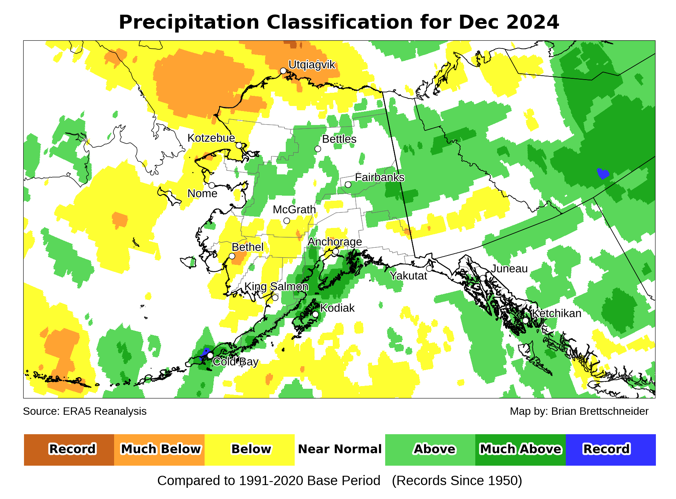 Precipitation Classification for Dec 2024
Utqiagvik
Kotzebue
Bettles
Fairbanks
Nome
McGrath
Anchorage
Bethel
Yakutat
Juneau
King Salmon
Kodiak
Ketchikan
Cold Bay
Source: ERA5 Reanalysis
Map by: Brian Brettschneider
Record Much Below Below Near Normal Above Much Above Record
Compared to 1991-2020 Base Period (Records Since 1950)